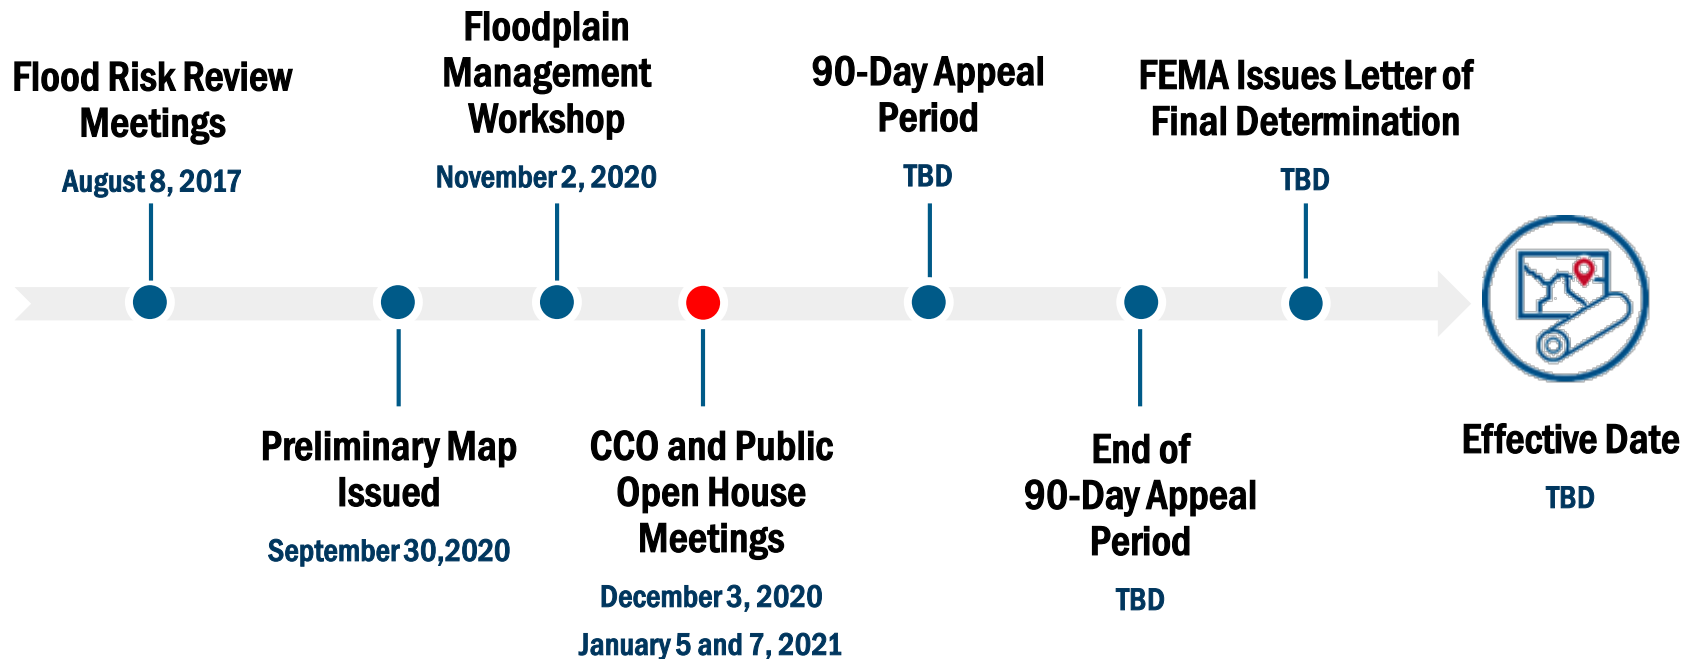 Flood Risk Review
Meetings
August 8, 2017
Preliminary Map
Issued
September 30,2020
Floodplain
Management
Workshop
November 2, 2020
CCO and Public
Open House
Meetings
December 3, 2020
January 5 and 7, 2021
90-Day Appeal
Period
TBD
End of
90-Day Appeal
Period
TBD
FEMA Issues Letter of
Final Determination
TBD
Effective Date
TBD